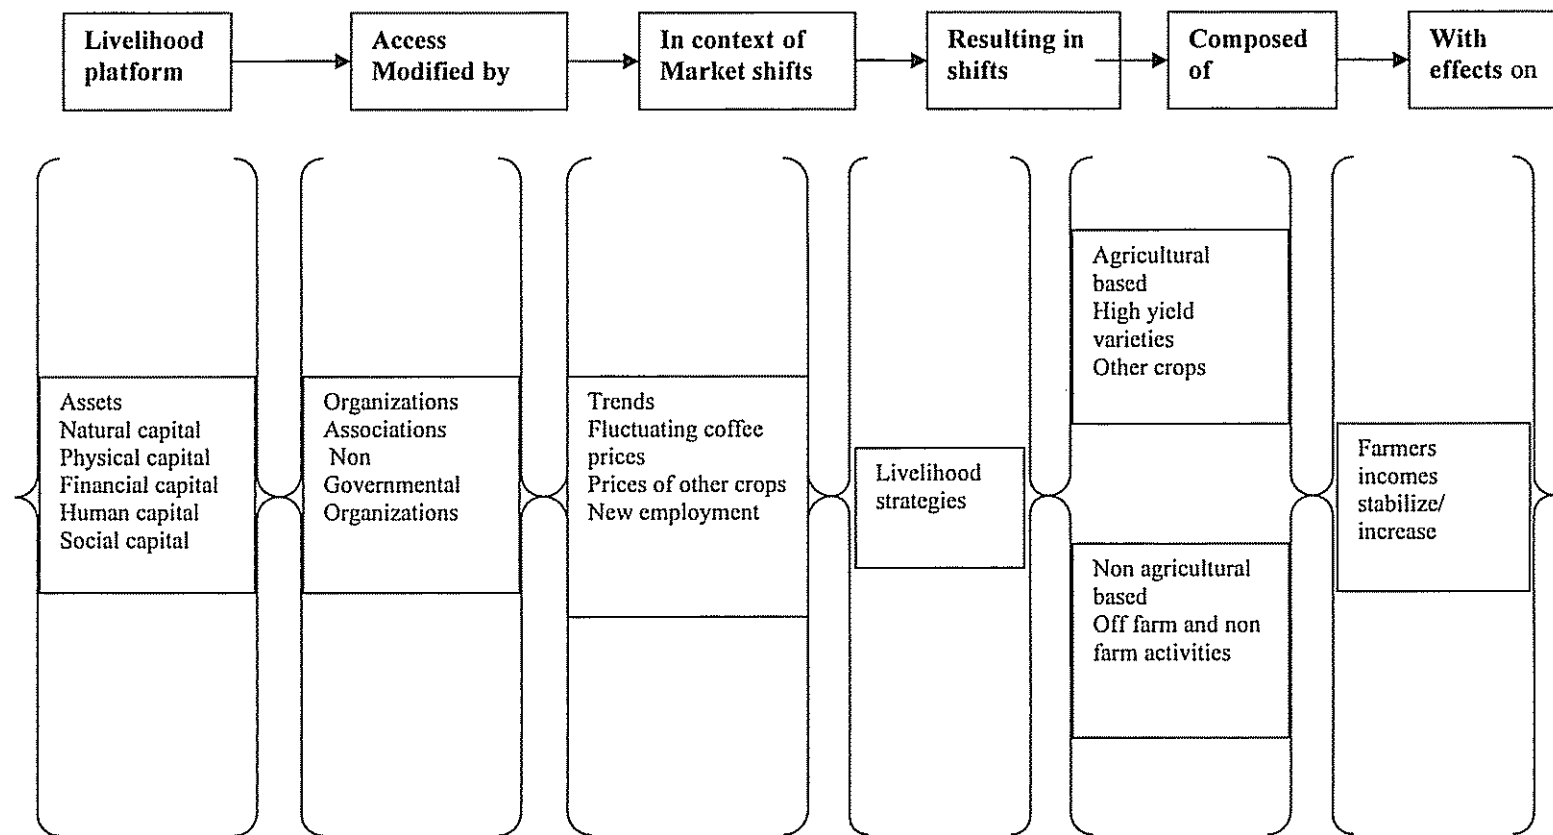 Livelihood
platform
Access
Modified by
In context of
Market shifts
Resulting in
shifts
Composed
of
With
effects on
Assets
Natural capital
Physical capital
Financial capital
Human capital
Social capital
Organizations
Associations
Non
Governmental
Organizations
Trends
Fluctuating coffee
prices
Prices of other crops
New employment
Livelihood
strategies
Agricultural
based
High yield
varieties
Other crops
Non agricultural
based
Off farm and non
farm activities
Farmers
incomes
stabilize/
increase